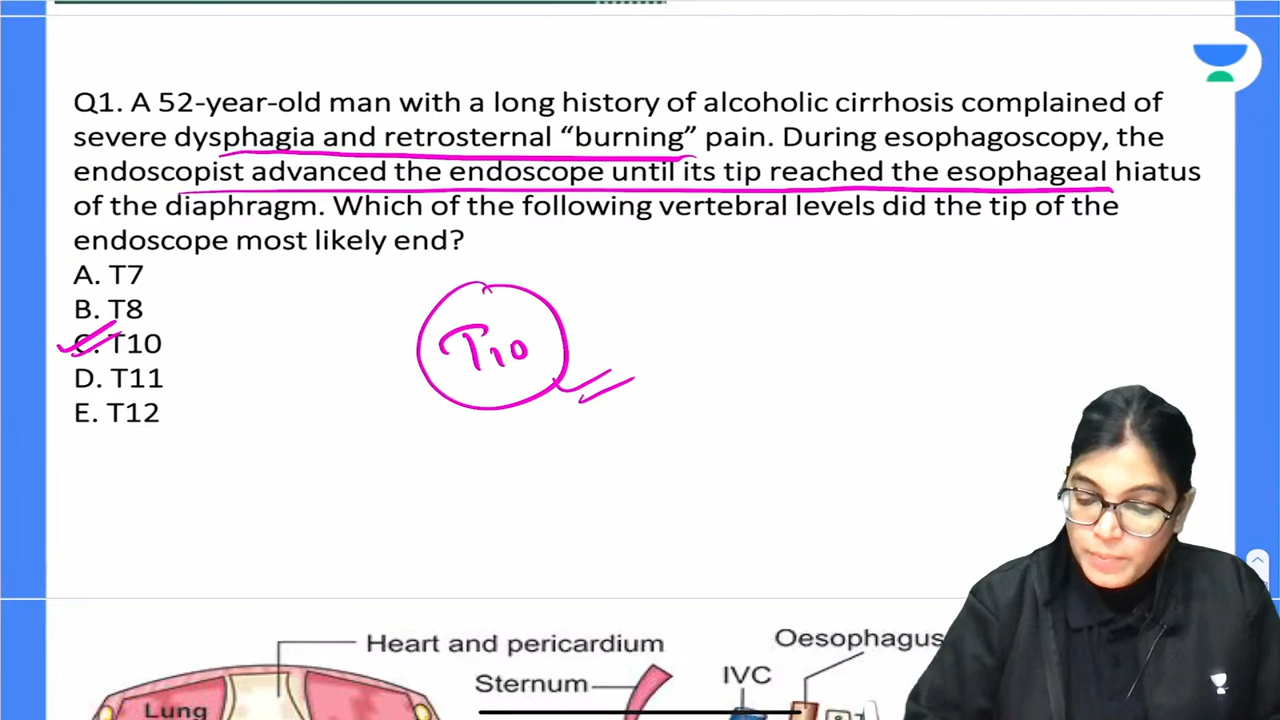 Q1. A 52-year-old man with a long history of alcoholic cirrhosis complained of
severe dysphagia and retrosternal “burning” pain. During esophagoscopy, the
endoscopist advanced the endoscope until its tip reached the esophageal hiatus
of the diaphragm. Which of the following vertebral levels did the tip of the
endoscope most likely end?
A. T7
B. T8
C. T10
D. T11
E. T12
T10
Heart and pericardium
Oesophagus
Sternum
IVC
Lung